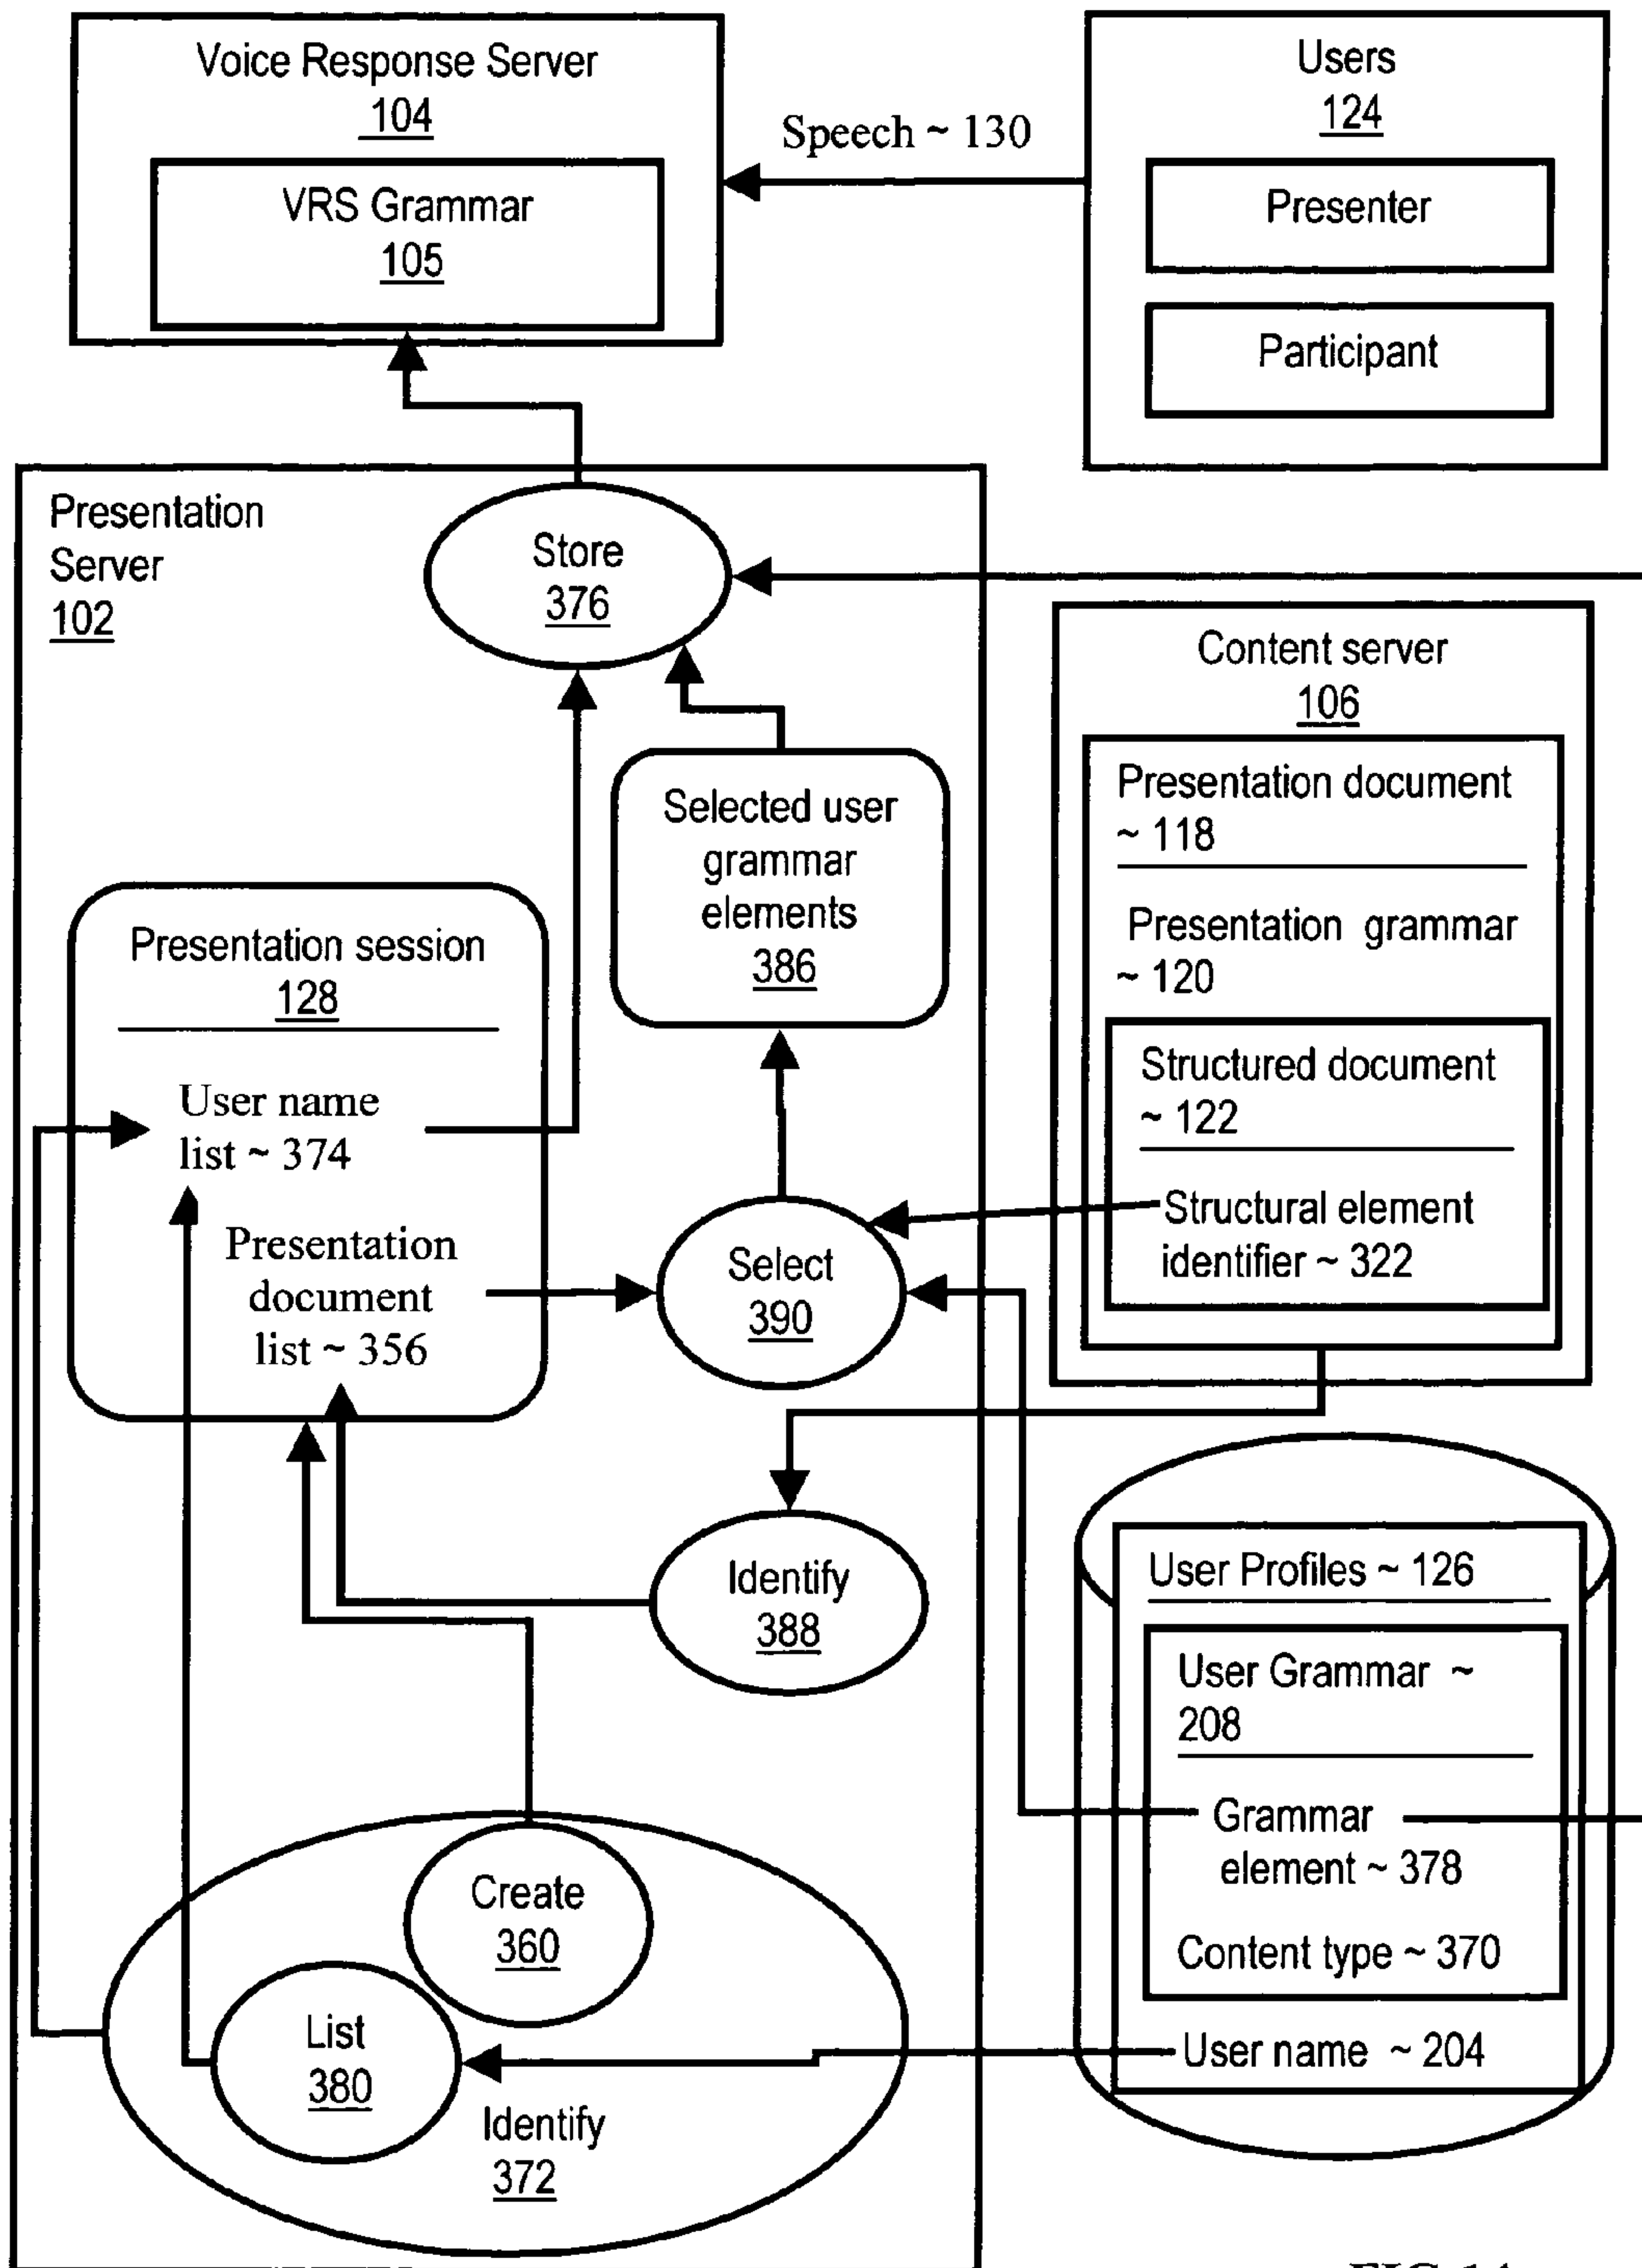 Voice Response Server
104
VRS Grammar
105
Speech ~ 130
Users
124
Presenter
Participant
Presentation
Server
102
Store
376
Selected user
grammar
elements
386
Presentation session
128
User name
list ~ 374
Presentation
document
list ~ 356
Select
390
Identify
388
Create
360
List
380
Identify
372
Content server
106
Presentation document
~ 118
Presentation grammar
~ 120
Structured document
~ 122
Structural element
identifier ~ 322
User Profiles ~ 126
User Grammar ~
208
Grammar
element ~ 378
Content type ~ 370
User name ~ 204